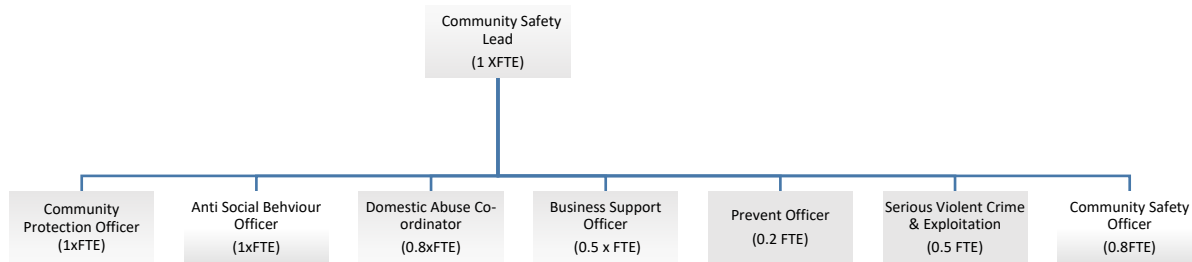 Community Safety
Lead
(1 XFTE)
Community
Protection Officer
(1xFTE)
Anti Social Behviour
Officer
(1xFTE)
Domestic Abuse Co-
ordinator
(0.8xFTE)
Business Support
Officer
(0.5 x FTE)
Prevent Officer
(0.2 FTE)
Serious Violent Crime
& Exploitation
(0.5 FTE)
Community Safety
Officer
(0.8FTE)